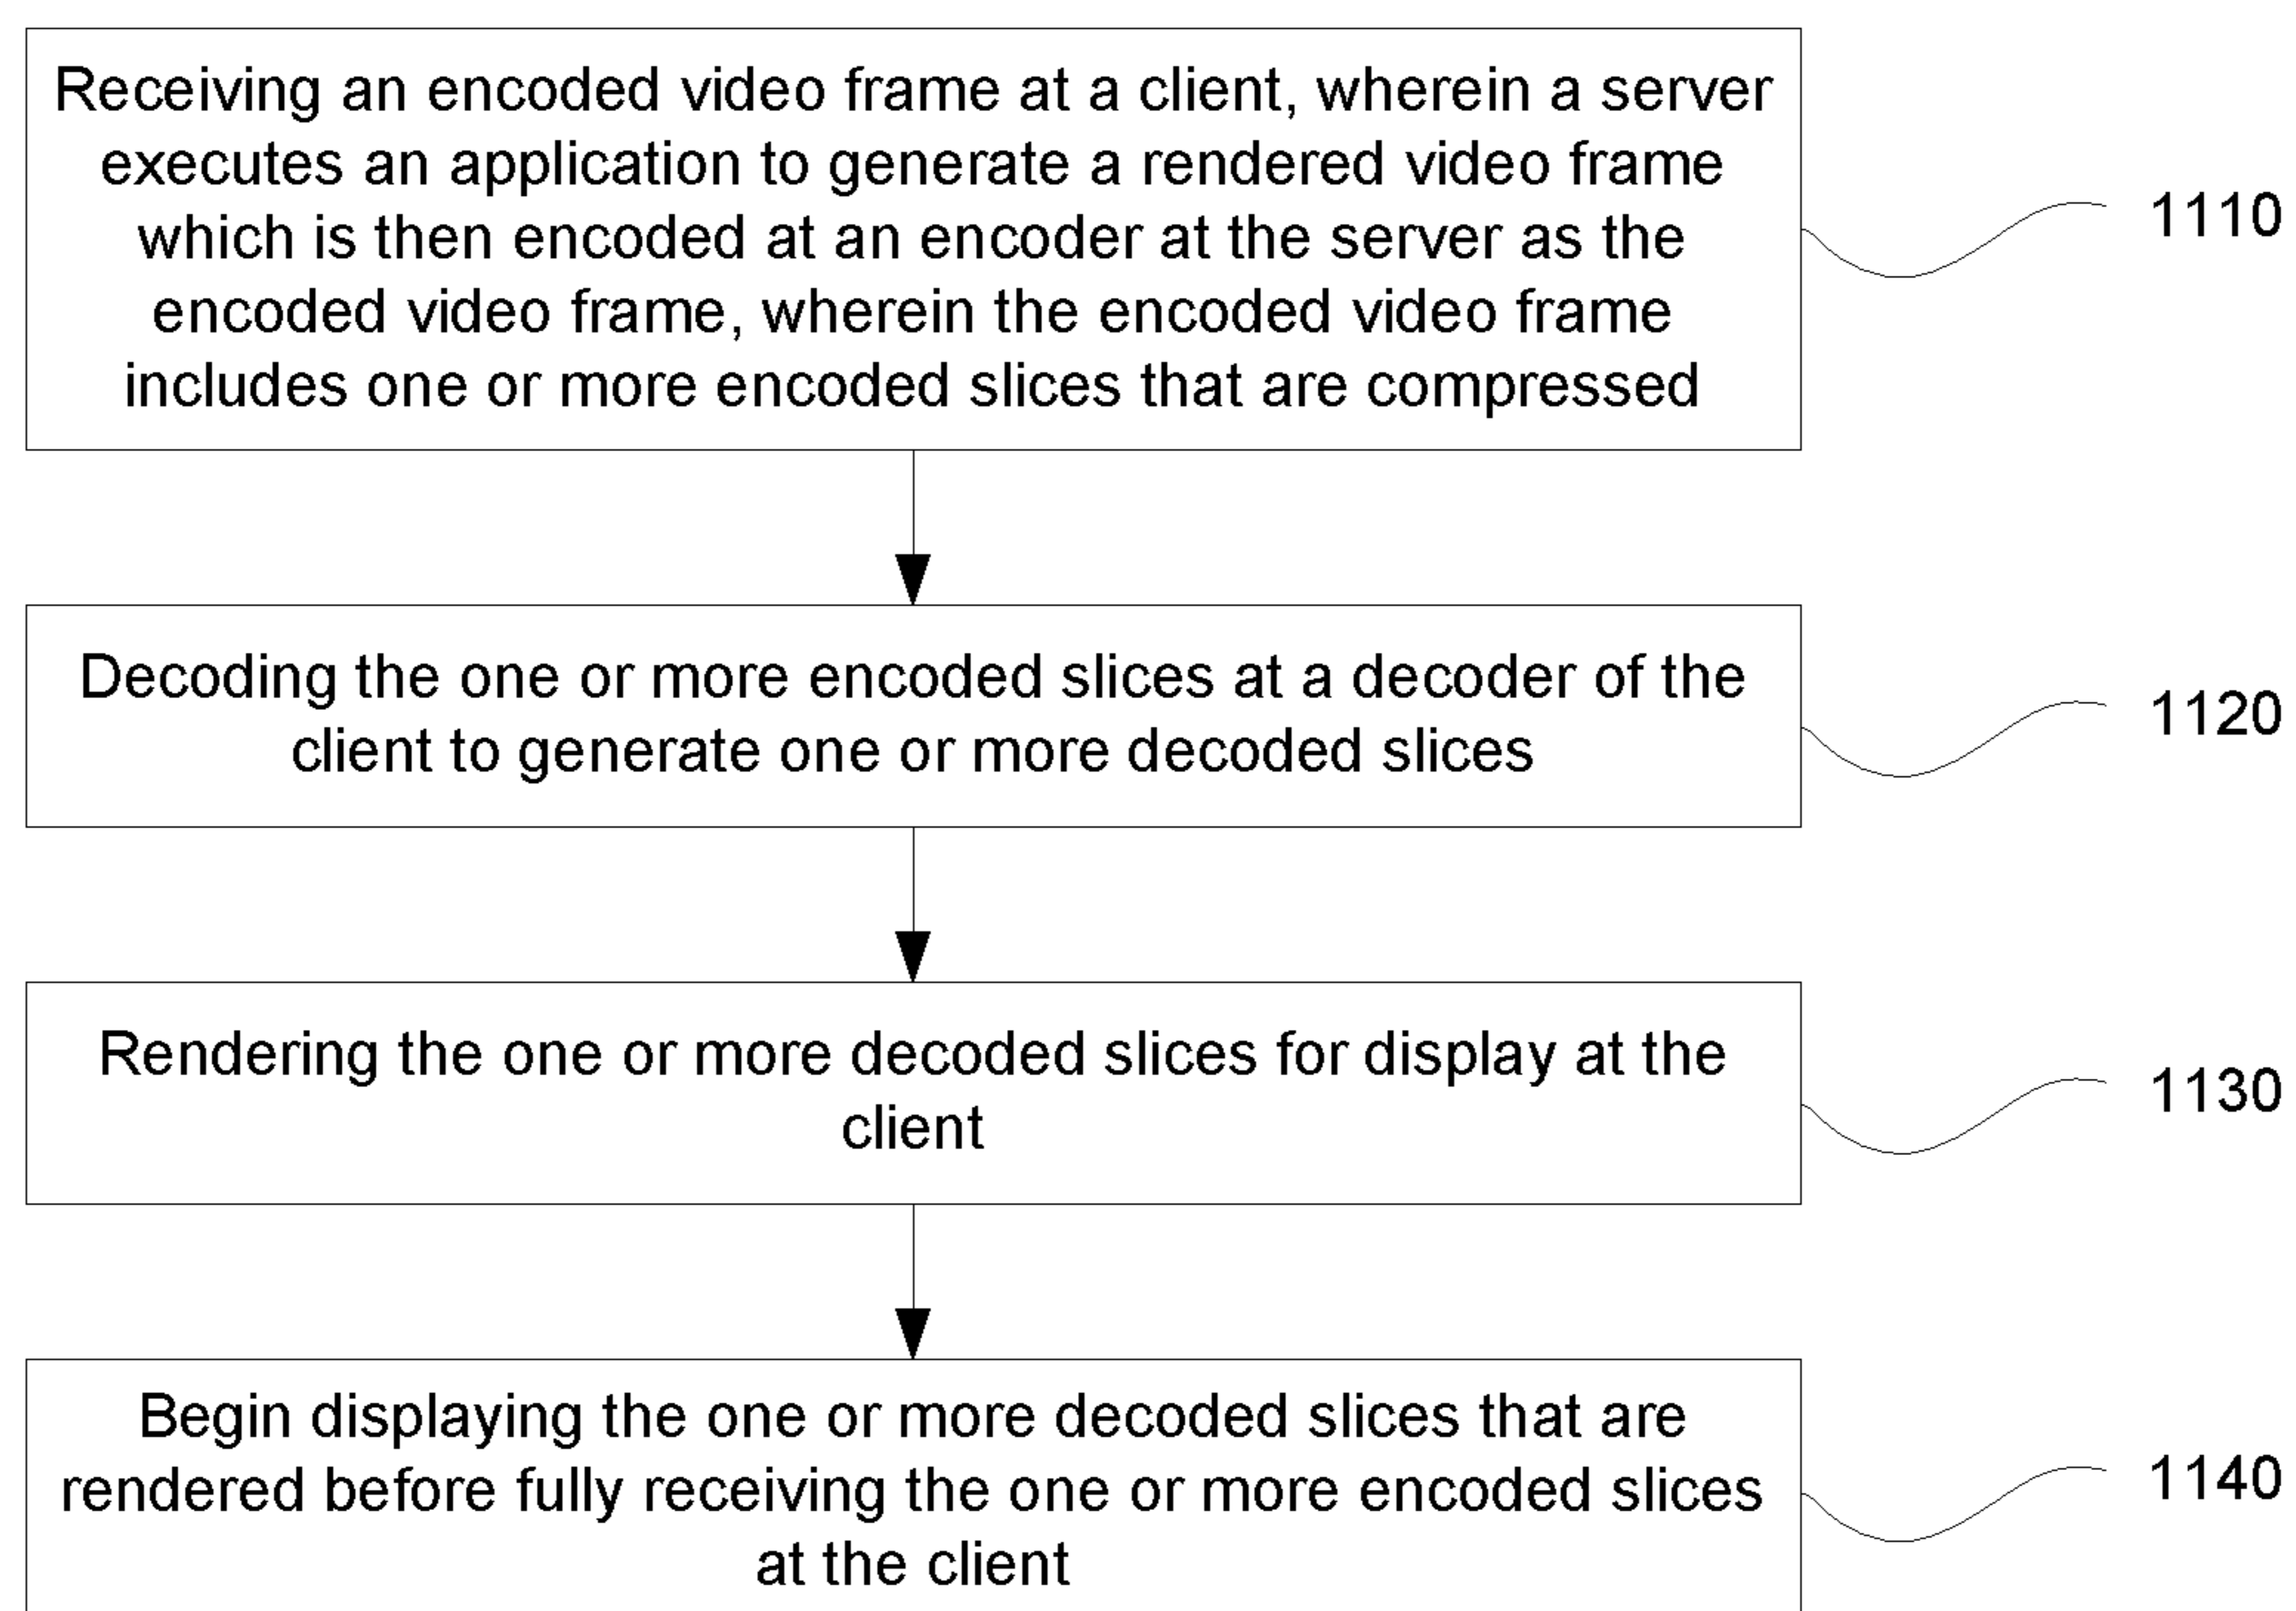 Receiving an encoded video frame at a client, wherein a server
executes an application to generate a rendered video frame
which is then encoded at an encoder at the server as the
encoded video frame, wherein the encoded video frame
includes one or more encoded slices that are compressed
1110
Decoding the one or more encoded slices at a decoder of the
client to generate one or more decoded slices
1120
Rendering the one or more decoded slices for display at the
client
1130
Begin displaying the one or more decoded slices that are
rendered before fully receiving the one or more encoded slices
at the client
1140